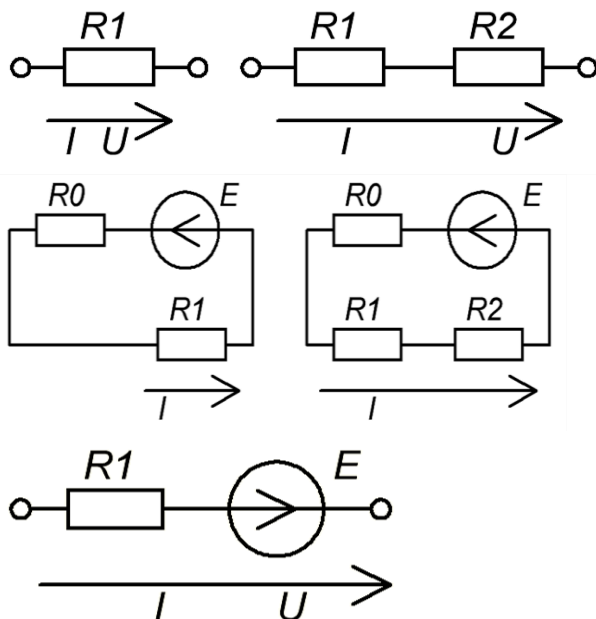 R1 R1 R2
I U I U
R0 E R0 E
R1 R1 R2
I I
R1 E
I U